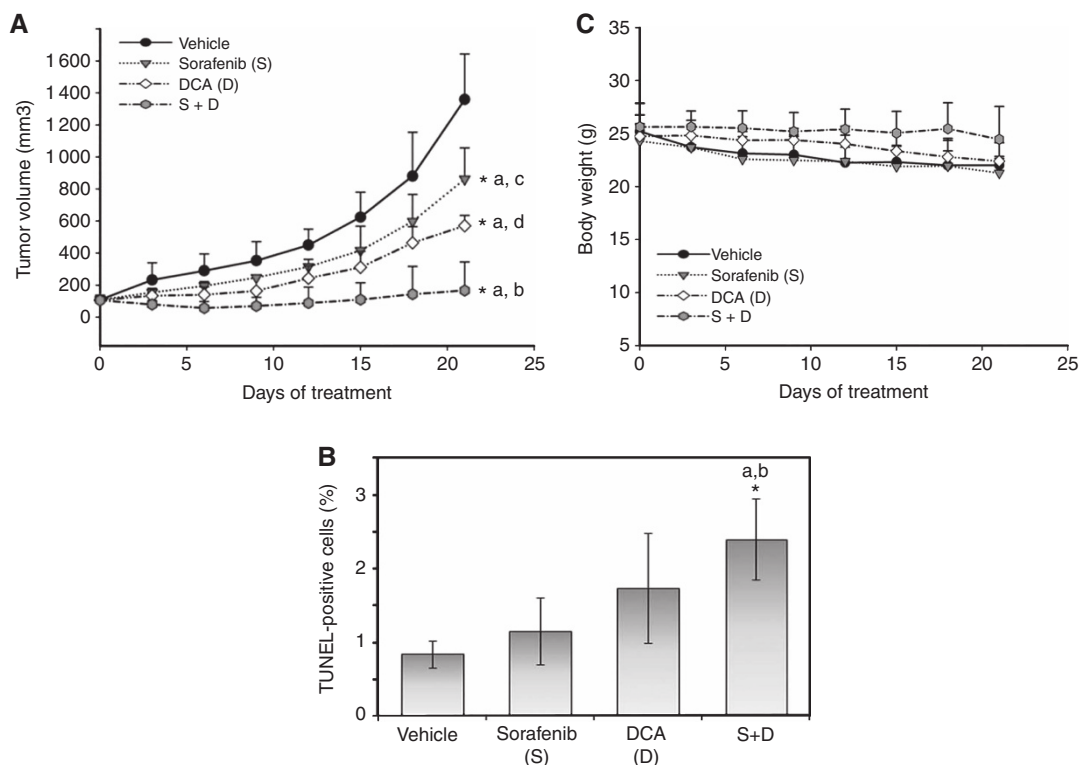 A
Vehicle
Sorafenib (S)
DCA (D)
S + D
Tumor volume (mm3)
1 600
1 400
1 200
1 000
800
600
400
200
0
* a, c
* a, d
* a, b
0 5 10 15 20 25
Days of treatment
C
Body weight (g)
35
30
25
20
15
10
5
Vehicle
Sorafenib (S)
DCA (D)
S + D
0 5 10 15 20 25
Days of treatment
B
TUNEL-positive cells (%)
3
2
1
0
a,b
*
Vehicle Sorafenib DCA S+D
(S) (D)